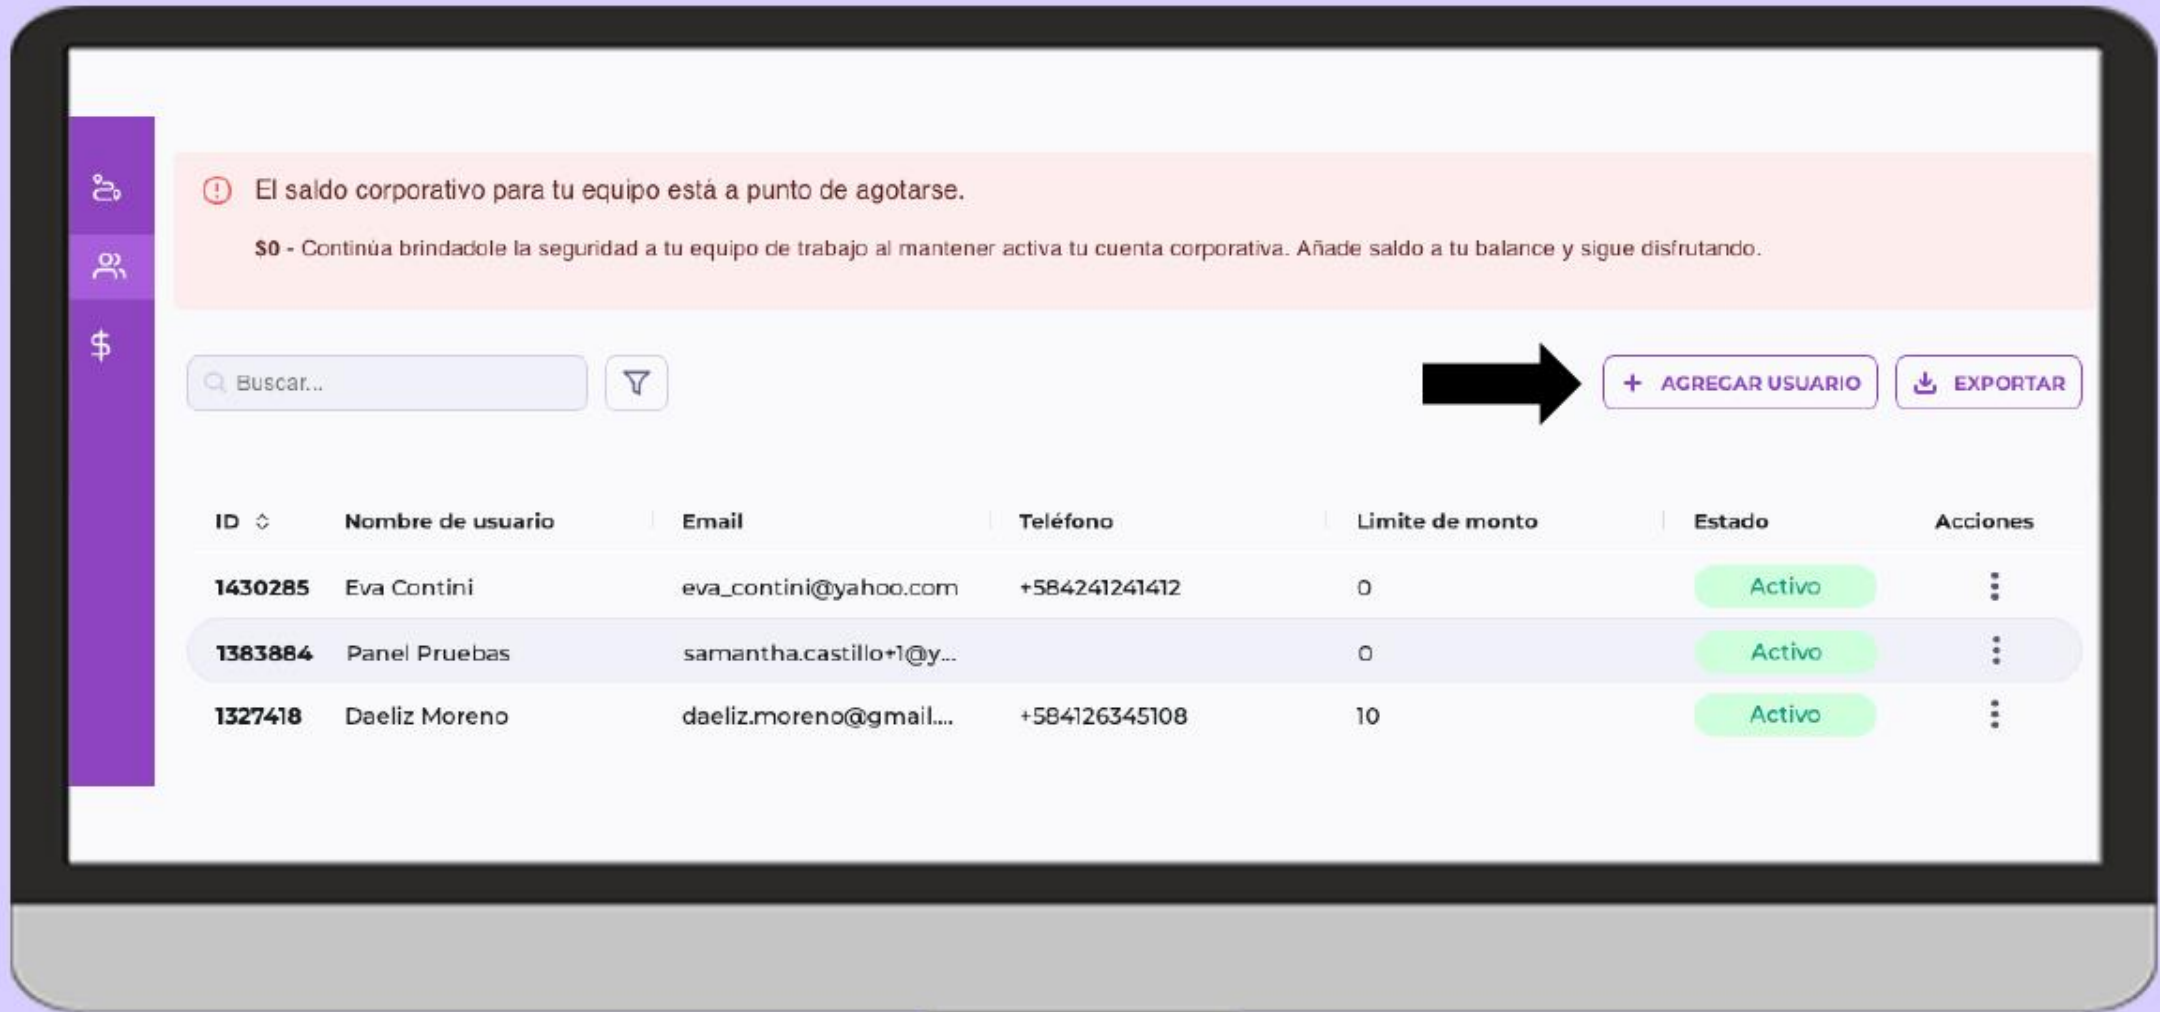 El saldo corporativo para tu equipo está a punto de agotarse.
$0 - Continúa brindadole la seguridad a tu equipo de trabajo al mantener activa tu cuenta corporativa. Añade saldo a tu balance y sigue disfrutando.
$
Buscar...
+ AGREGAR USUARIO EXPORTAR
ID Nombre de usuario Email Teléfono Limite de monto Estado Acciones
1430285 Eva Contini eva_contini@yahoo.com +584241241412 0 Activo
1383884 Panel Pruebas samantha.castillo+1@y... 0 Activo
1327418 Daeliz Moreno daeliz.moreno@gmail.... +584126345108 10 Activo